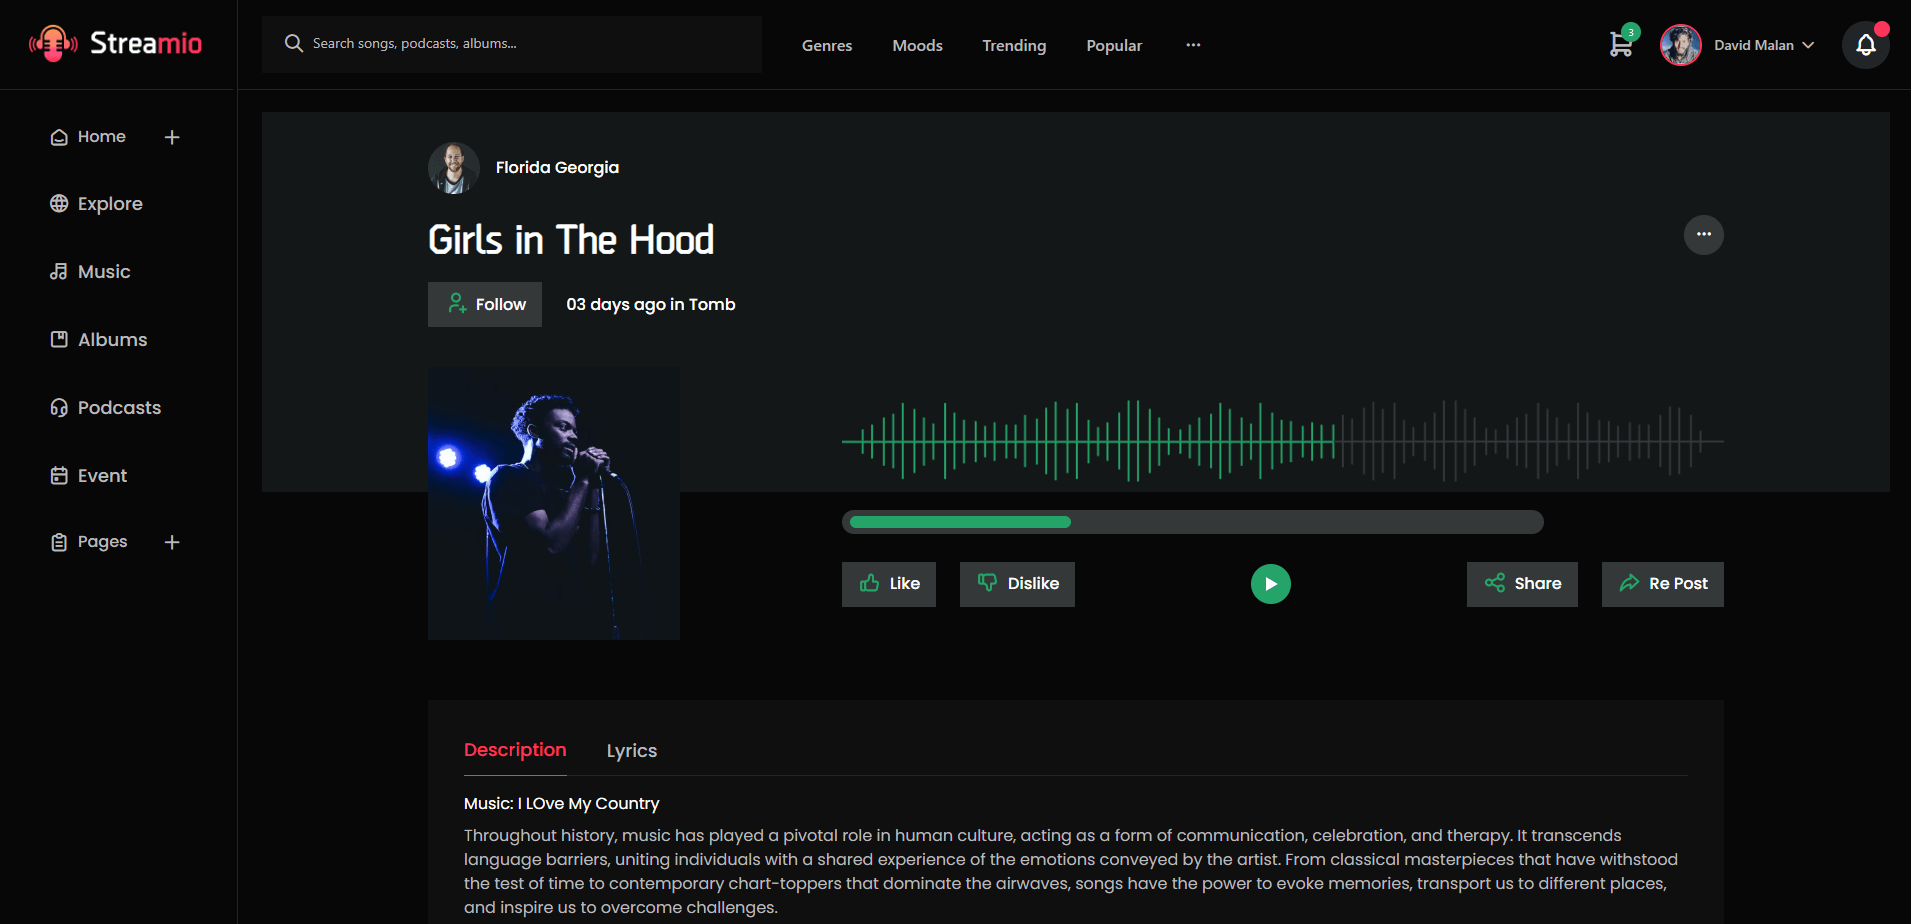 Streamio
Search songs, podcasts, albums...
Genres
Moods
Trending
Popular
3
David Malan
Home
Explore
Music
Albums
Podcasts
Event
Pages
Florida Georgia
Girls in The Hood
Follow
03 days ago in Tomb
Like
Dislike
Share
Re Post
Description
Lyrics
Music: I LOve My Country
Throughout history, music has played a pivotal role in human culture, acting as a form of communication, celebration, and therapy. It transcends
language barriers, uniting individuals with a shared experience of the emotions conveyed by the artist. From classical masterpieces that have withstood
the test of time to contemporary chart-toppers that dominate the airwaves, songs have the power to evoke memories, transport us to different places,
and inspire us to overcome challenges.